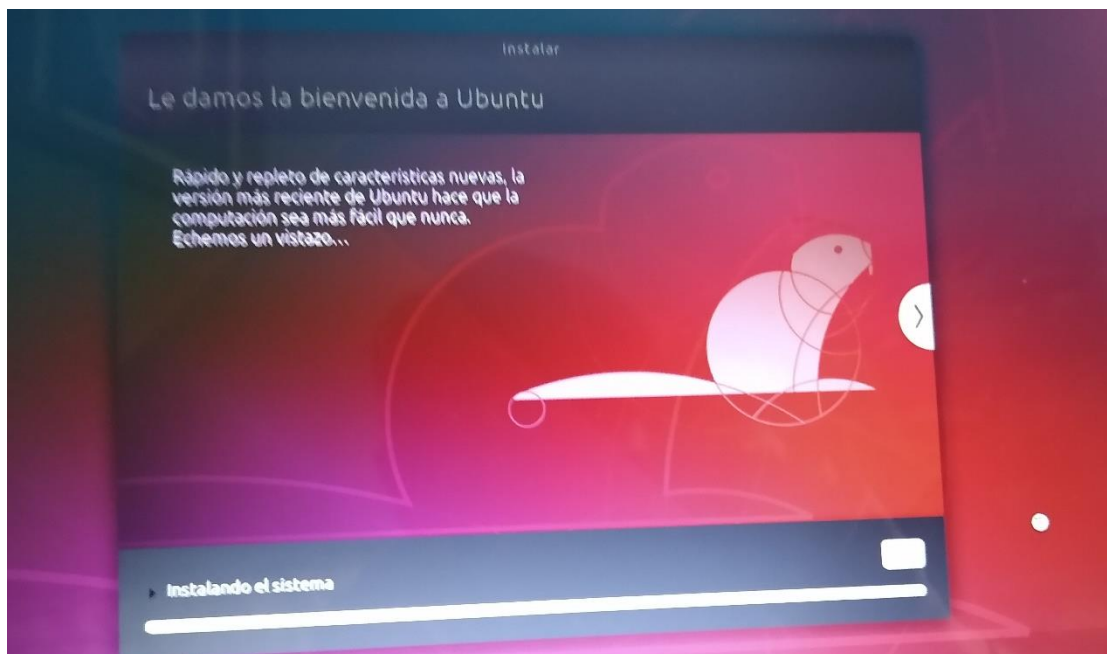 Instalar
Le damos la bienvenida a Ubuntu
Rápido y repleto de características nuevas, la
versión más reciente de Ubuntu hace que la
computación sea más fácil que nunca.
Echemos un vistazo...
Instalando el sistema